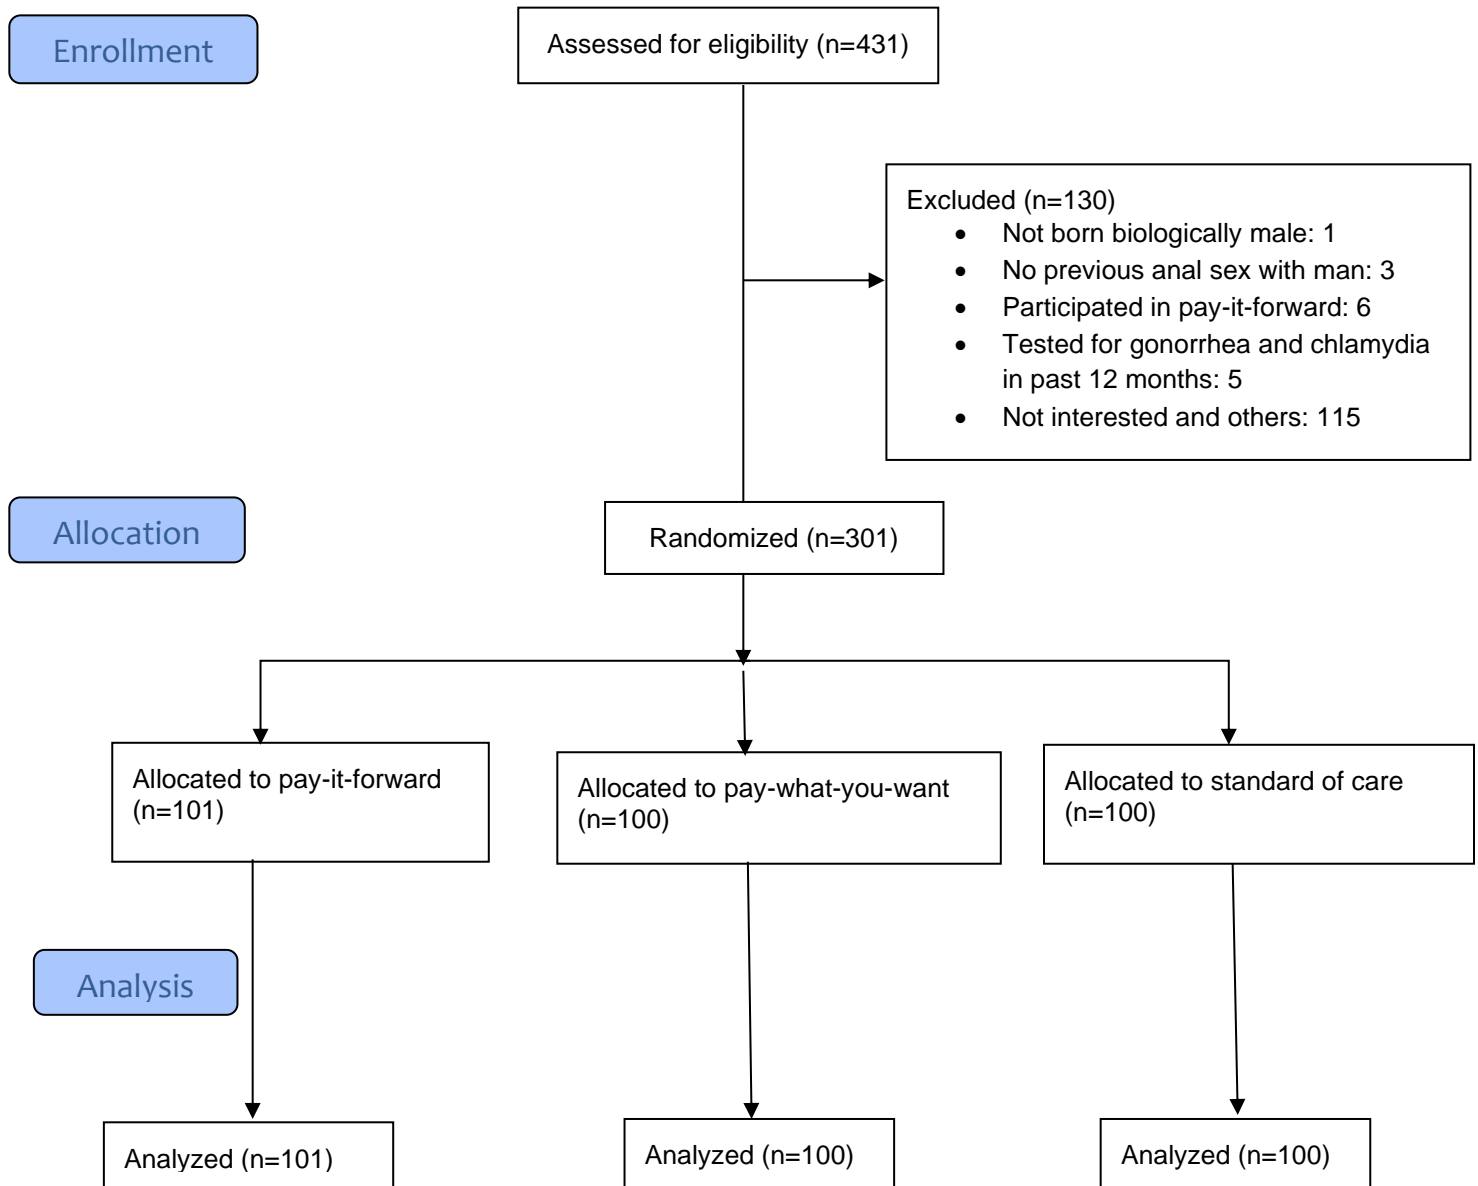 Enrollment
Assessed for eligibility (n=431)
Excluded (n=130)
• Not born biologically male: 1
• No previous anal sex with man: 3
• Participated in pay-it-forward: 6
• Tested for gonorrhea and chlamydia
in past 12 months: 5
• Not interested and others: 115
Allocation
Randomized (n=301)
Allocated to pay-it-forward
(n=101)
Allocated to pay-what-you-want
(n=100)
Allocated to standard of care
(n=100)
Analysis
Analyzed (n=101)
Analyzed (n=100)
Analyzed (n=100)